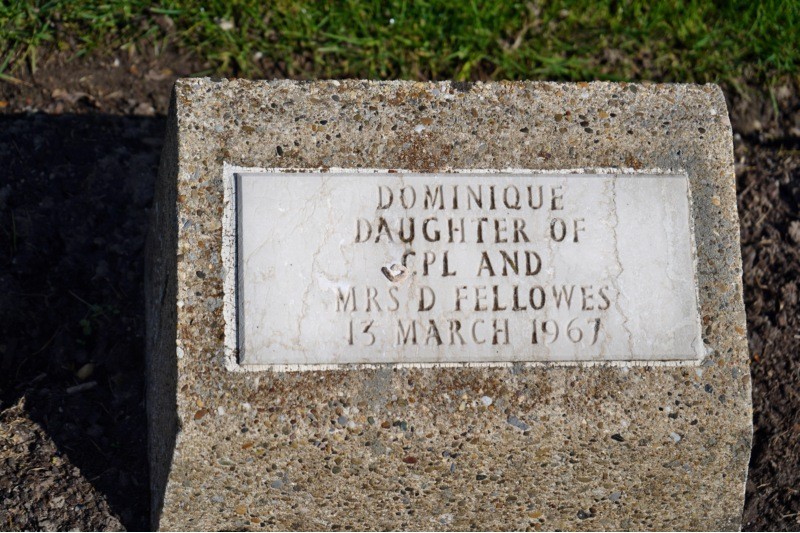 DOMINIQUE
DAUGHTER OF
CPL AND
MRS D FELLOWES
13 MARCH 1967